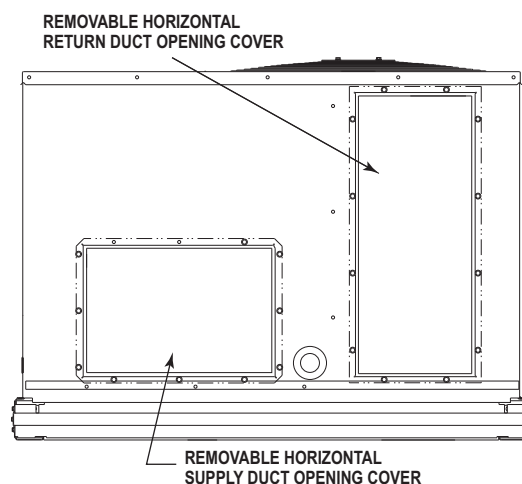 REMOVABLE HORIZONTAL
RETURN DUCT OPENING COVER
REMOVABLE HORIZONTAL
SUPPLY DUCT OPENING COVER